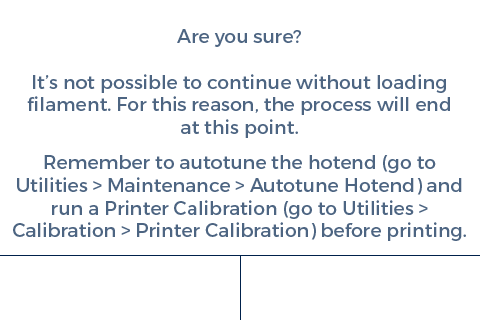 Are you sure?
It’s not possible to continue without loading
filament. For this reason, the process will end
at this point.
Remember to autotune the hotend (go to
Utilities > Maintenance > Autotune Hotend) and
run a Printer Calibration (go to Utilities >
Calibration > Printer Calibration) before printing.